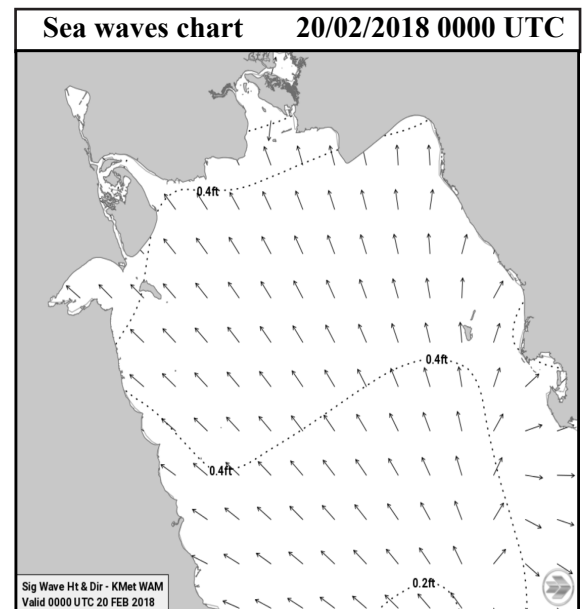 Sea waves chart 20/02/2018 0000 UTC
0.4ft
0.4ft
0.4ft
0.2ft
Sig Wave Ht & Dir - KMet WAM
Valid 0000 UTC 20 FEB 2018